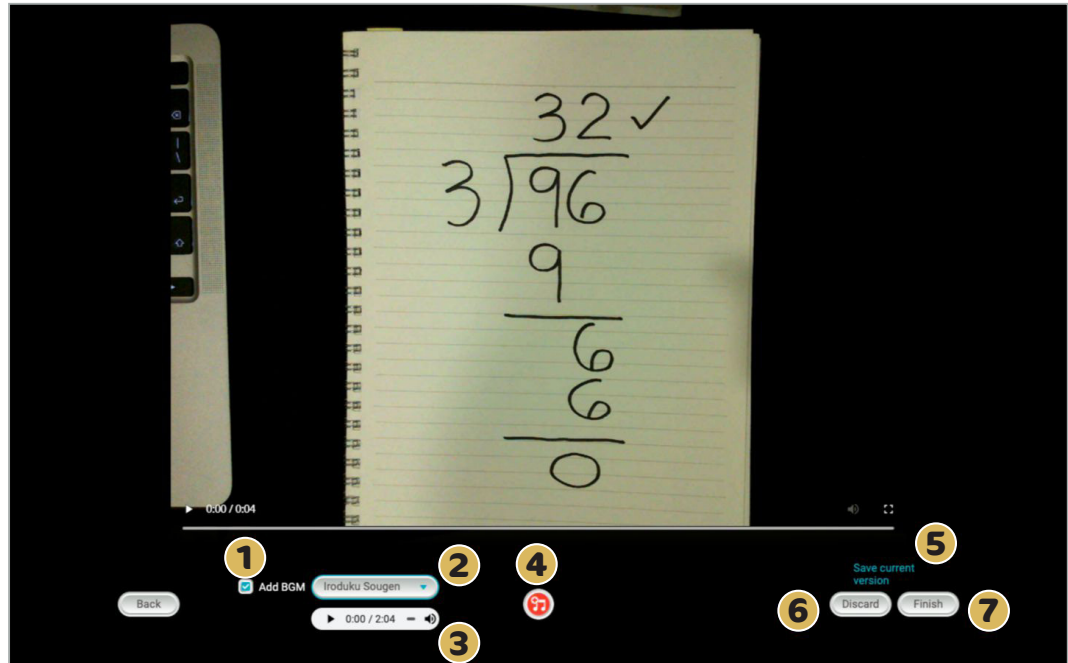 32 ✓
3 96
9
6
6
0
0:00 / 0:04
1
2
4
5
Add BGM
Iroduku Sougen
Save current
version
Back
0:00 / 2:04
6
Discard
Finish
7
3